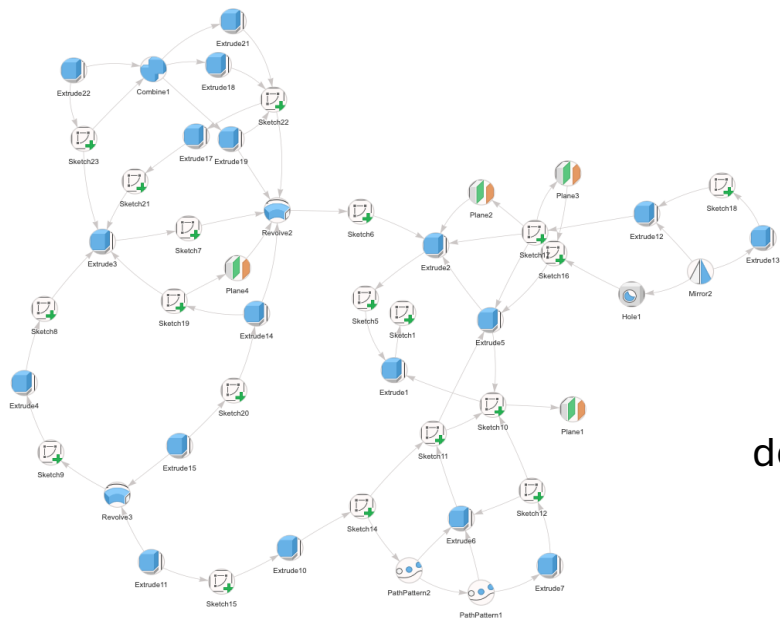 Extrude21
Extrude22
Combine1
Extrude18
Sketch22
Sketch23
Extrude17
Extrude19
Plane3
Sketch21
Plane2
Sketch18
Revolve2
Sketch6
Extrude12
Sketch7
Sketch17
Extrude3
Extrude2
Sketch16
Extrude13
Plane4
Mirror2
Hole1
Sketch19
Sketch5
Sketch8
Extrude14
Sketch1
Extrude5
Extrude4
Extrude1
Sketch20
Sketch10
Plane1
Sketch11
Extrude15
de
Sketch9
Revolve3
Sketch12
Sketch14
Extrude6
Extrude10
Extrude11
Extrude7
PathPattern2
Sketch15
PathPattern1